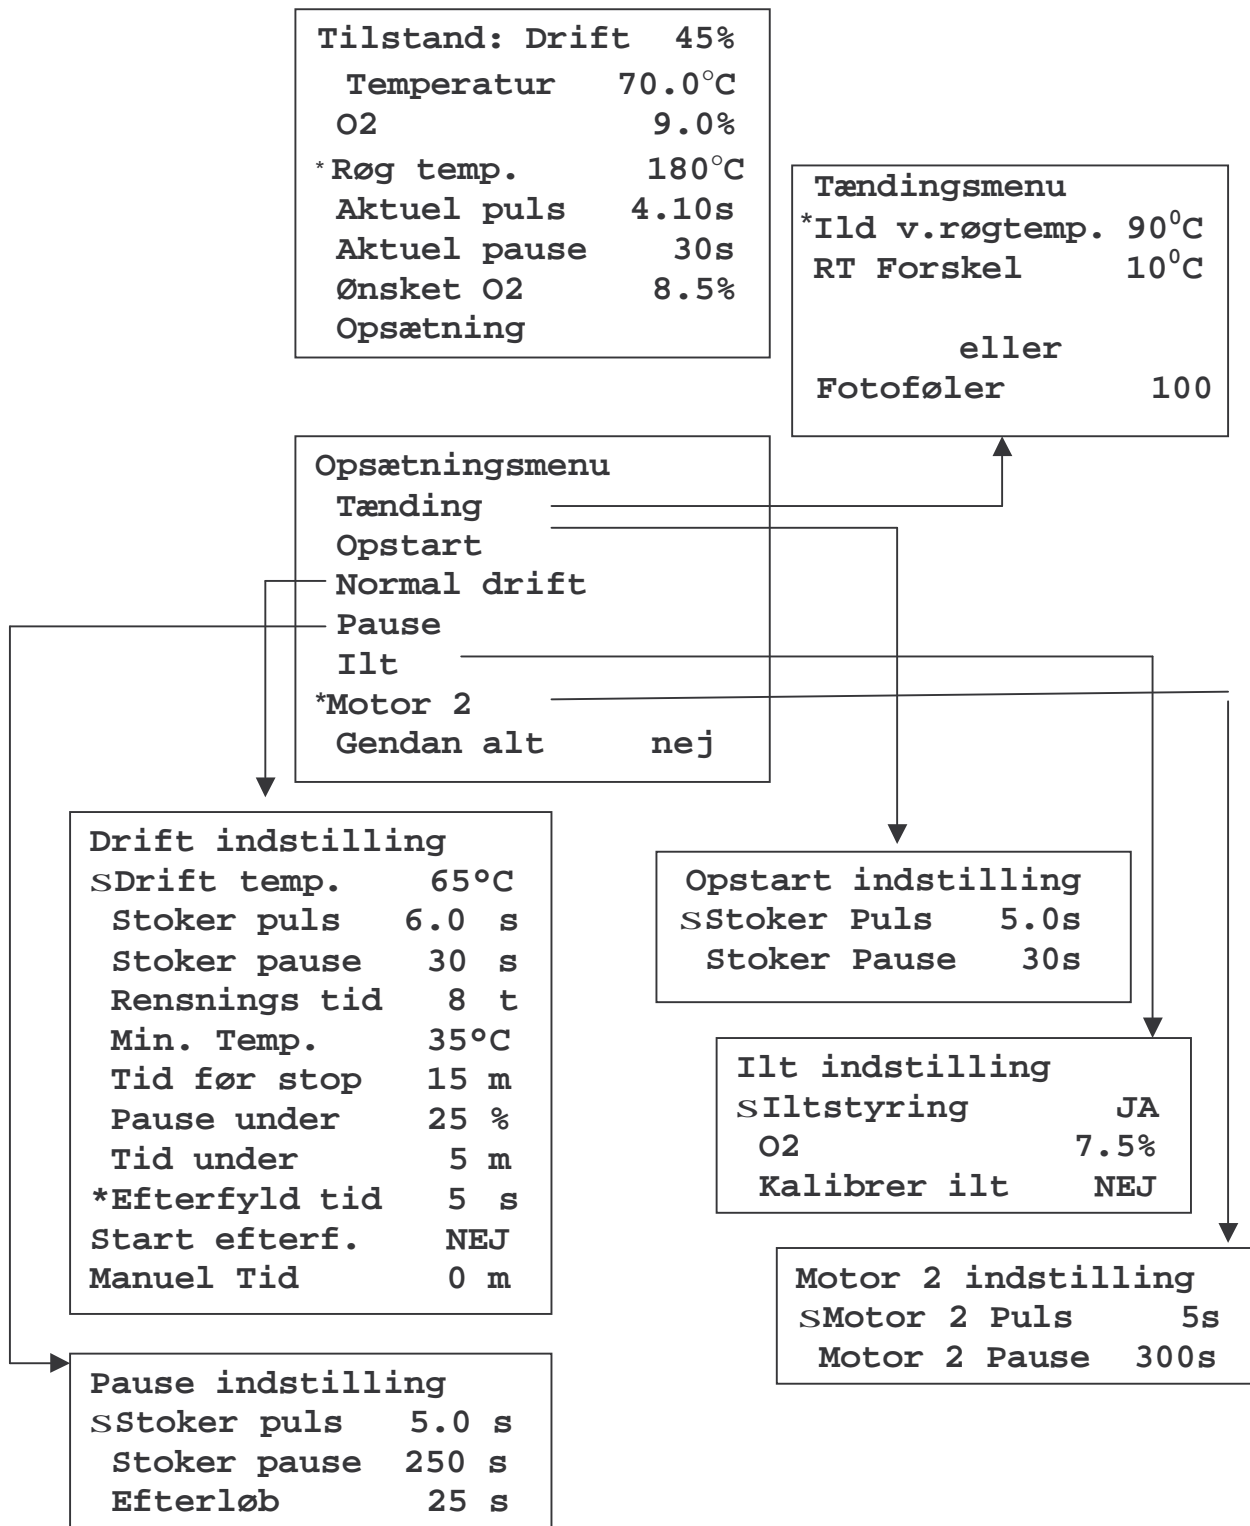 Tilstand: Drift 45%
Temperatur 70.0°C
O2 9.0%
*Røg temp. 180°C
Aktuel puls 4.10s
Aktuel pause 30s
Ønsket O2 8.5%
Opsætning
Tændingsmenu
*Ild v.røgtemp. 90⁰C
RT Forskel 10⁰C
eller
Fotoføler 100
Opsætningsmenu
Tænding
Opstart
Normal drift
Pause
Ilt
*Motor 2
Gendan alt nej
Drift indstilling
SDrift temp. 65ºC
Stoker puls 6.0 s
Stoker pause 30 s
Rensnings tid 8 t
Min. Temp. 35ºC
Tid før stop 15 m
Pause under 25 %
Tid under 5 m
*Efterfyld tid 5 s
Start efterf. NEJ
Manuel Tid 0 m
Opstart indstilling
SStoker Puls 5.0s
Stoker Pause 30s
Ilt indstilling
SIltstyring JA
O2 7.5%
Kalibrer ilt NEJ
Motor 2 indstilling
SMotor 2 Puls 5s
Motor 2 Pause 300s
Pause indstilling
SStoker puls 5.0 s
Stoker pause 250 s
Efterløb 25 s